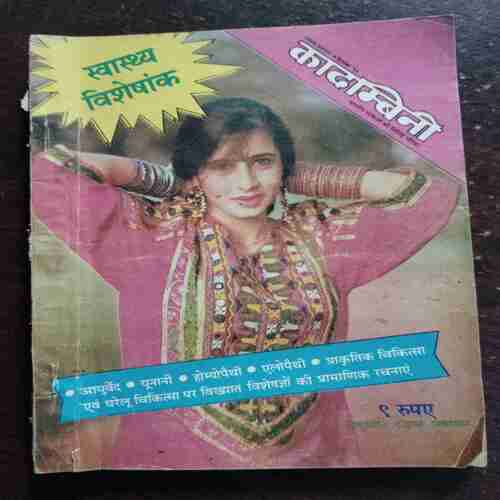 स्वास्थ्य
विशेषांक
कादम्बिनी
आयुर्वेद • यूनानी • होम्योपैथी • एलोपैथी • प्राकृतिक चिकित्सा
एवं घरेलू चिकित्सा पर विख्यात विशेषज्ञों की प्रामाणिक रचनाएं
९ रुपए